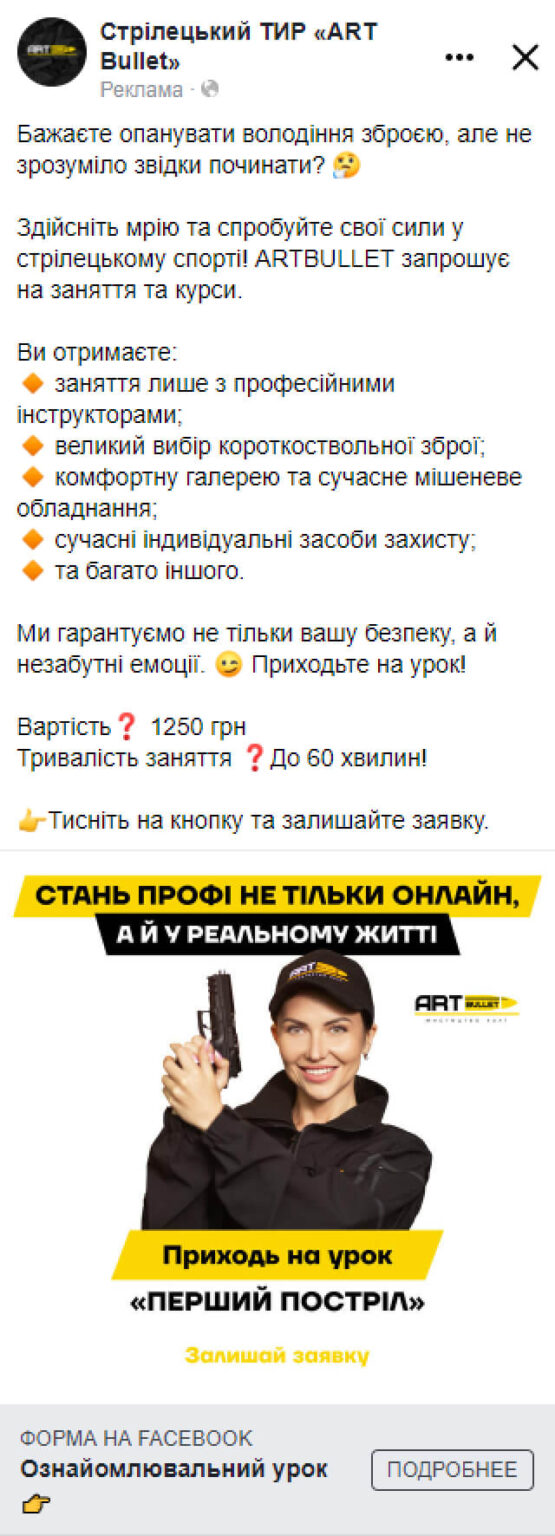 Стрілецький ТИР «ART
Bullet»
Реклама ·
Бажаєте опанувати володіння зброєю, але не
зрозуміло звідки починати? 🤔
Здійсніть мрію та спробуйте свої сили у
стрілецькому спорті! ARTBULLET запрошує
на заняття та курси.
Ви отримаєте:
🔶 заняття лише з професійними
інструкторами;
🔶 великий вибір короткоствольної зброї;
🔶 комфортну галерею та сучасне мішеневе
обладнання;
🔶 сучасні індивідуальні засоби захисту;
🔶 та багато іншого.
Ми гарантуємо не тільки вашу безпеку, а й
незабутні емоції. 😉 Приходьте на урок!
Вартість❓ 1250 грн
Тривалість заняття ❓До 60 хвилин!
👉Тисніть на кнопку та залишайте заявку.
СТАНЬ ПРОФІ НЕ ТІЛЬКИ ОНЛАЙН,
А Й У РЕАЛЬНОМУ ЖИТТІ
ART
ART BULLET
Приходь на урок
«ПЕРШИЙ ПОСТРІЛ»
Залишай заявку
ФОРМА НА FACEBOOK
Ознайомлювальний урок
👉
ПОДРОБНЕЕ